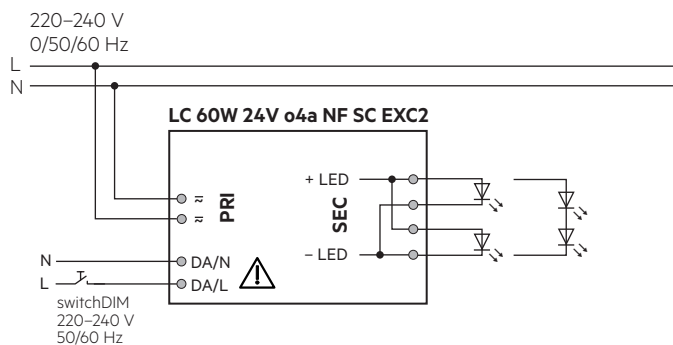 220–240 V
0/50/60 Hz
L
N
LC 60W 24V o4a NF SC EXC2
+ LED
PRI
SEC
– LED
N
DA/N
L
DA/L
switchDIM
220–240 V
50/60 Hz